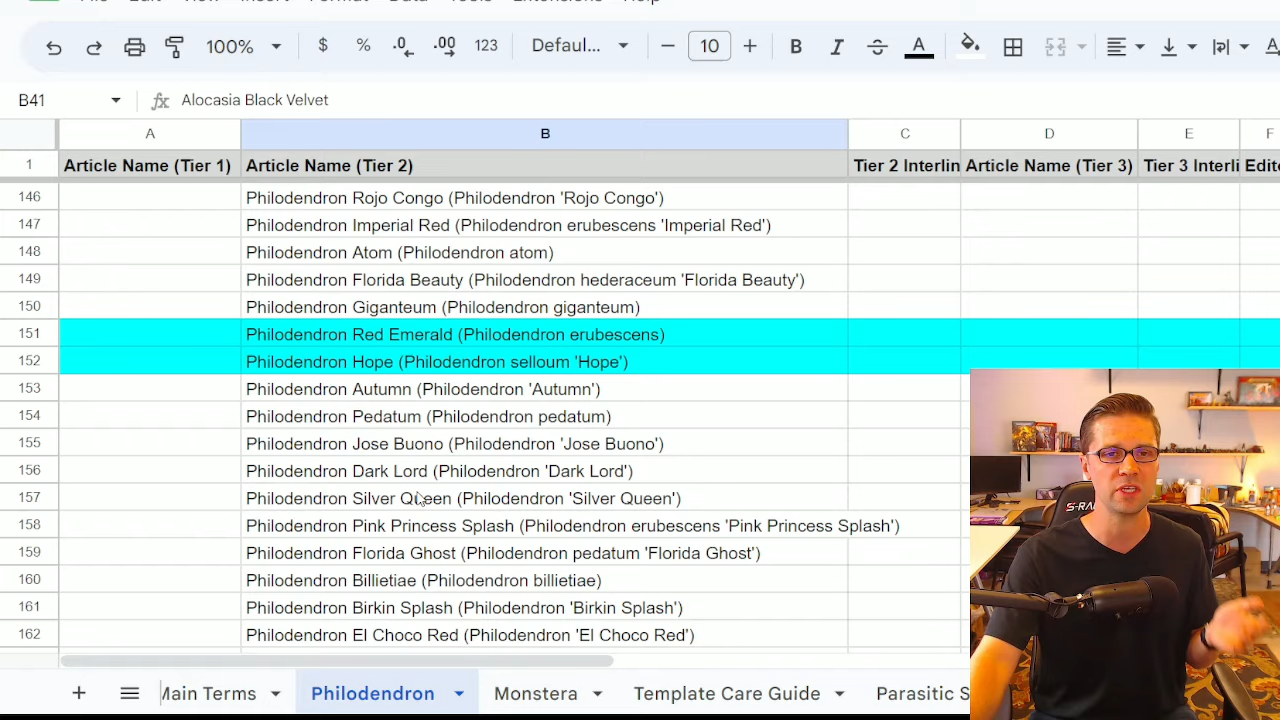 File Edit View Insert Format Data Tools Extensions Help
100% $ % .0 .00 123 Defaul... 10 B I A
B41 fx Alocasia Black Velvet
A B C D E F
1 Article Name (Tier 1) Article Name (Tier 2) Tier 2 Interlin Article Name (Tier 3) Tier 3 Interli Edito
146 Philodendron Rojo Congo (Philodendron 'Rojo Congo')
147 Philodendron Imperial Red (Philodendron erubescens 'Imperial Red')
148 Philodendron Atom (Philodendron atom)
149 Philodendron Florida Beauty (Philodendron hederaceum 'Florida Beauty')
150 Philodendron Giganteum (Philodendron giganteum)
151 Philodendron Red Emerald (Philodendron erubescens)
152 Philodendron Hope (Philodendron selloum 'Hope')
153 Philodendron Autumn (Philodendron 'Autumn')
154 Philodendron Pedatum (Philodendron pedatum)
155 Philodendron Jose Buono (Philodendron 'Jose Buono')
156 Philodendron Dark Lord (Philodendron 'Dark Lord')
157 Philodendron Silver Queen (Philodendron 'Silver Queen')
158 Philodendron Pink Princess Splash (Philodendron erubescens 'Pink Princess Splash')
159 Philodendron Florida Ghost (Philodendron pedatum 'Florida Ghost')
160 Philodendron Billietiae (Philodendron billietiae)
161 Philodendron Birkin Splash (Philodendron 'Birkin Splash')
162 Philodendron El Choco Red (Philodendron 'El Choco Red')
Main Terms Philodendron Monstera Template Care Guide Parasitic S
S-RA